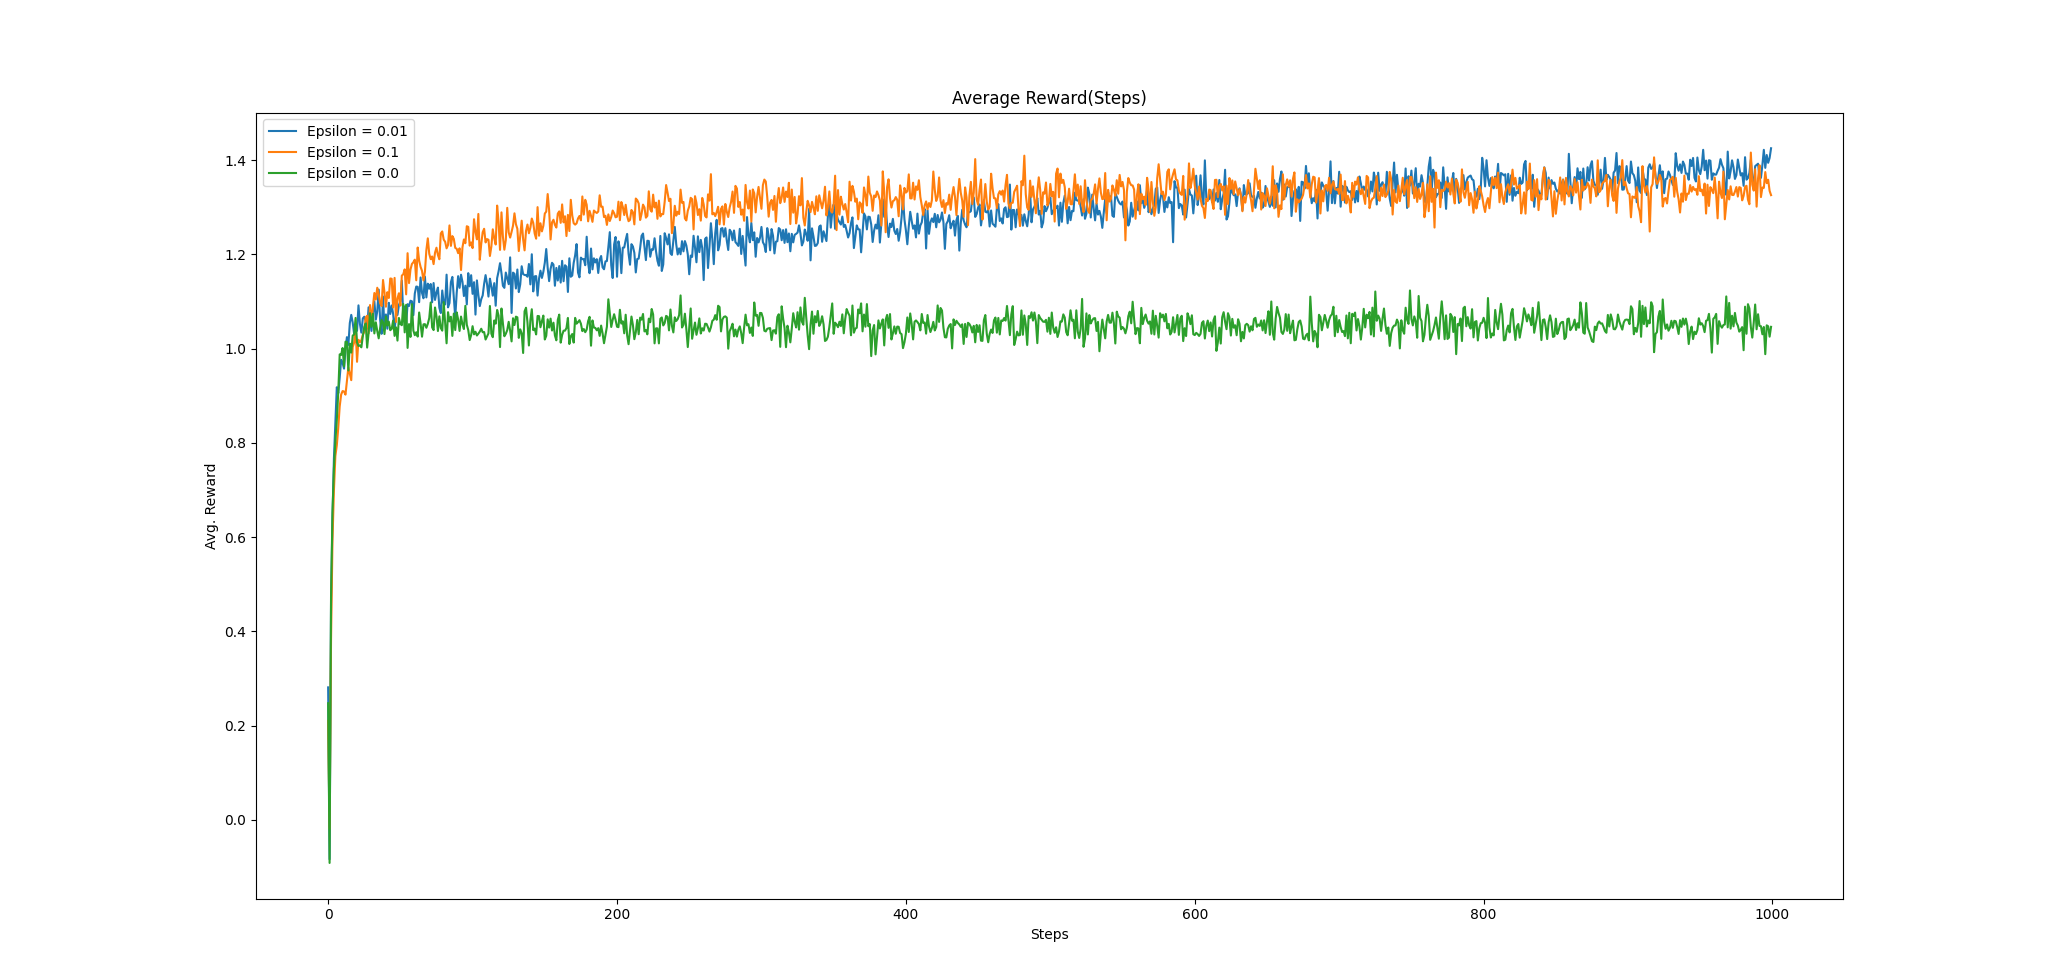 Average Reward(Steps)
Epsilon = 0.01
Epsilon = 0.1
Epsilon = 0.0
1.4
1.2
1.0
0.8
0.6
0.4
0.2
0.0
Avg. Reward
0 200 400 600 800 1000
Steps